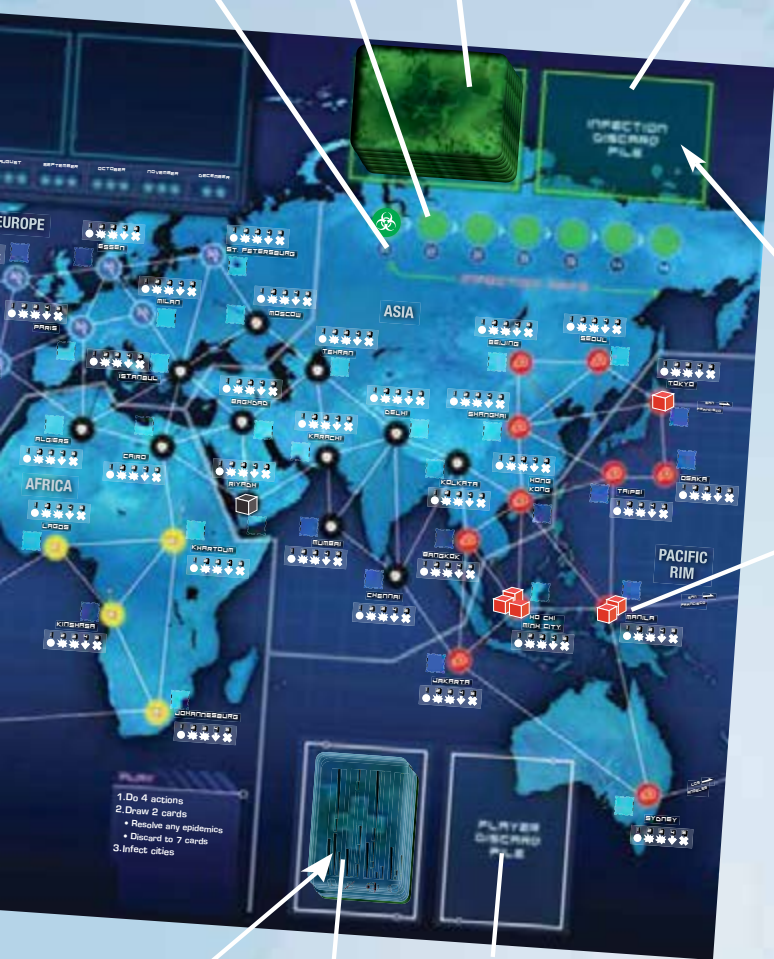 SEPTEMBER
OCTOBER
NOVEMBER
DECEMBER
INFECTION
DISCARD
PILE
EUROPE
ESSEN
ST. PETERSBURG
MILAN
MOSCOW
PARIS
ASIA
TEHRAN
BEIJING
SEOUL
TOKYO
ISTANBUL
BAGHDAD
DELHI
SHANGHAI
ALGIERS
CAIRO
KARACHI
RIYADH
KOLKATA
HONG
KONG
TAIPEI
OSAKA
AFRICA
LAGOS
KHARTOUM
MUMBAI
BANGKOK
CHENNAI
PACIFIC
RIM
KINSHASA
HO CHI
MINH CITY
MANILA
JAKARTA
JOHANNESBURG
PLAY
1.Do 4 actions
2.Draw 2 cards
• Resolve any epidemics
• Discard to 7 cards
3.Infect cities
PLAYER
DISCARD
PILE
SYDNEY